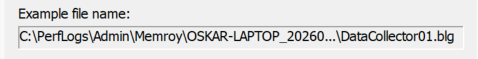 Example file name:
C:\PerfLogs\Admin\Memroy\OSKAR-LAPTOP_20260...\DataCollector01.blg